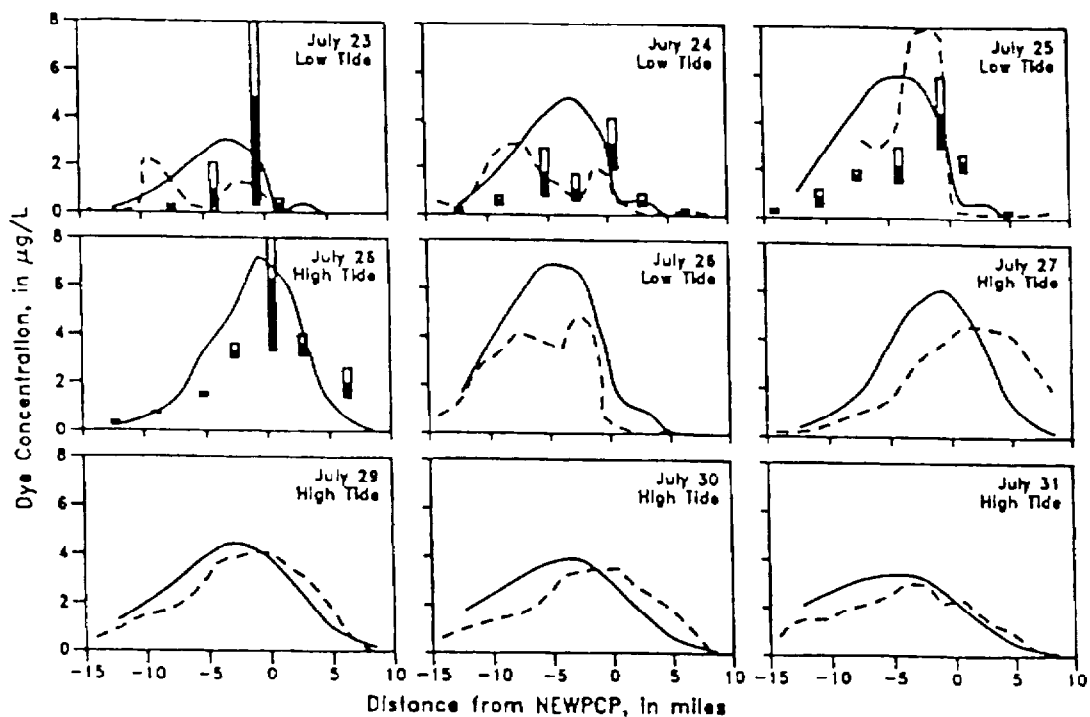 8
6
4
2
0
July 23
Low Tide
July 24
Low Tide
July 25
Low Tide
8
6
4
2
0
July 25
High Tide
July 26
Low Tide
July 27
High Tide
8
6
4
2
0
July 29
High Tide
July 30
High Tide
July 31
High Tide
-15 -10 -5 0 5 10
-15 -10 -5 0 5 10
-15 -10 -5 0 5 10
Dye Concentration, in µg/L
Distance from NEWPCP, in miles